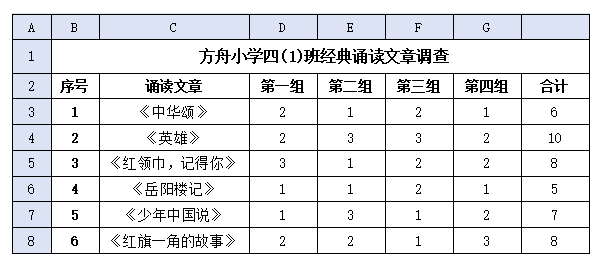 A B C D E F G
1 方舟小学四(1)班经典诵读文章调查
2 序号 诵读文章 第一组 第二组 第三组 第四组 合计
3 1 《中华颂》 2 1 2 1 6
4 2 《英雄》 2 3 3 2 10
5 3 《红领巾，记得你》 3 1 2 2 8
6 4 《岳阳楼记》 1 1 2 1 5
7 5 《少年中国说》 1 3 1 2 7
8 6 《红旗一角的故事》 2 2 1 3 8